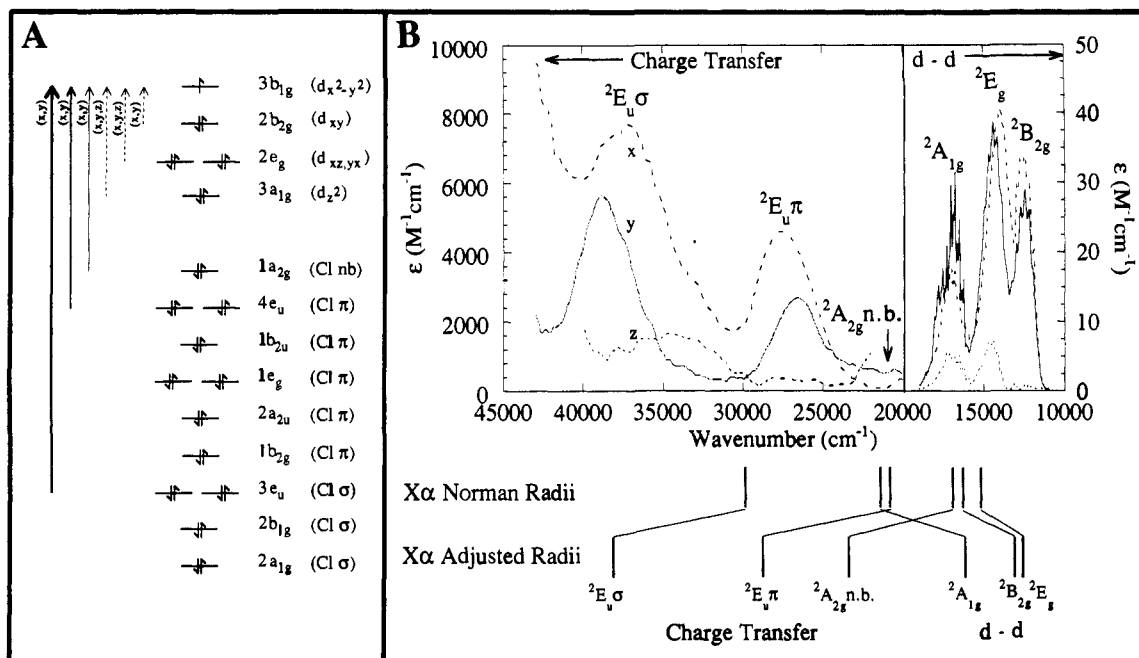 A
(x,y) (x,y) (x,y) (x,y,z) (x,y,z) (x,y)
3b1g (dx2-y2)
2b2g (dxy)
2eg (dxz,yx)
3a1g (dz2)
1a2g (Cl nb)
4eu (Cl π)
1b2u (Cl π)
1eg (Cl π)
2a2u (Cl π)
1b2g (Cl π)
3eu (Cl σ)
2b1g (Cl σ)
2a1g (Cl σ)
B
Charge Transfer
d - d
2Euσ
x
y
z
2Euπ
2A2g n.b.
2A1g
2Eg
2B2g
ε (M-1cm-1)
10000
8000
6000
4000
2000
0
50
40
30
20
10
0
ε (M-1cm-1)
45000 40000 35000 30000 25000 20000 15000 10000
Wavenumber (cm-1)
Xα Norman Radii
Xα Adjusted Radii
2Euσ 2Euπ 2A2g n.b. 2A1g 2B2g 2Eg
Charge Transfer d - d